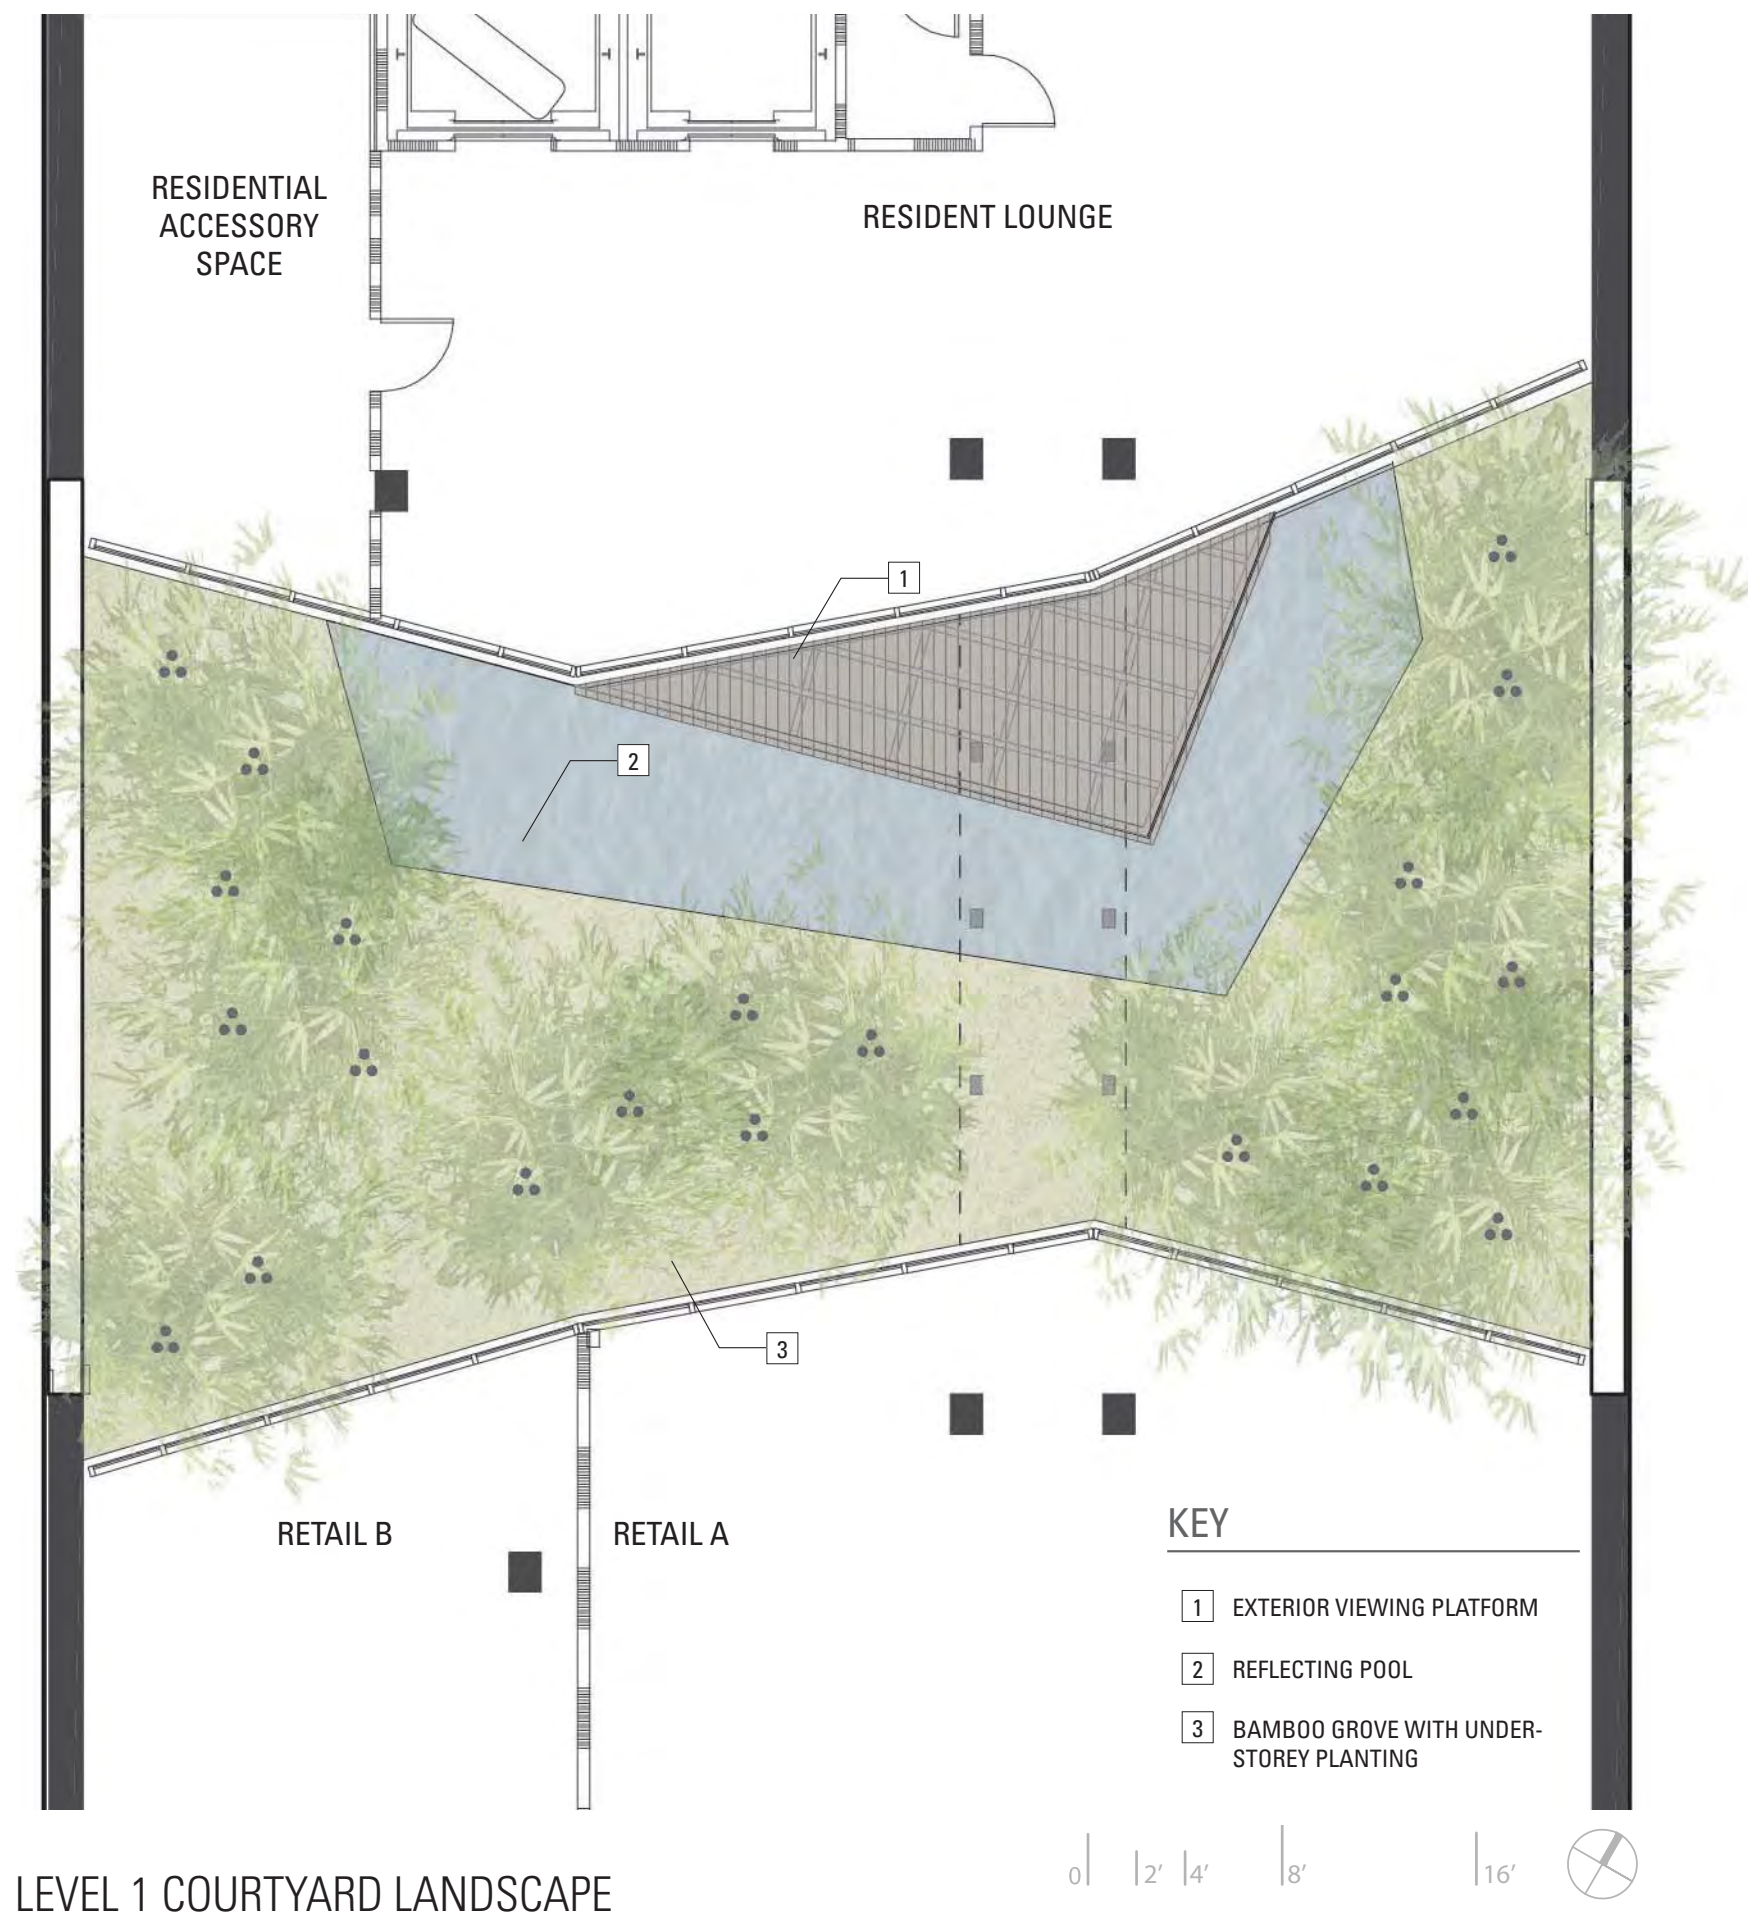 RESIDENTIAL
ACCESSORY
SPACE
RESIDENT LOUNGE
1
2
3
RETAIL B
RETAIL A
KEY
1 EXTERIOR VIEWING PLATFORM
2 REFLECTING POOL
3 BAMBOO GROVE WITH UNDER-
STOREY PLANTING
0 2' 4' 8' 16'
LEVEL 1 COURTYARD LANDSCAPE